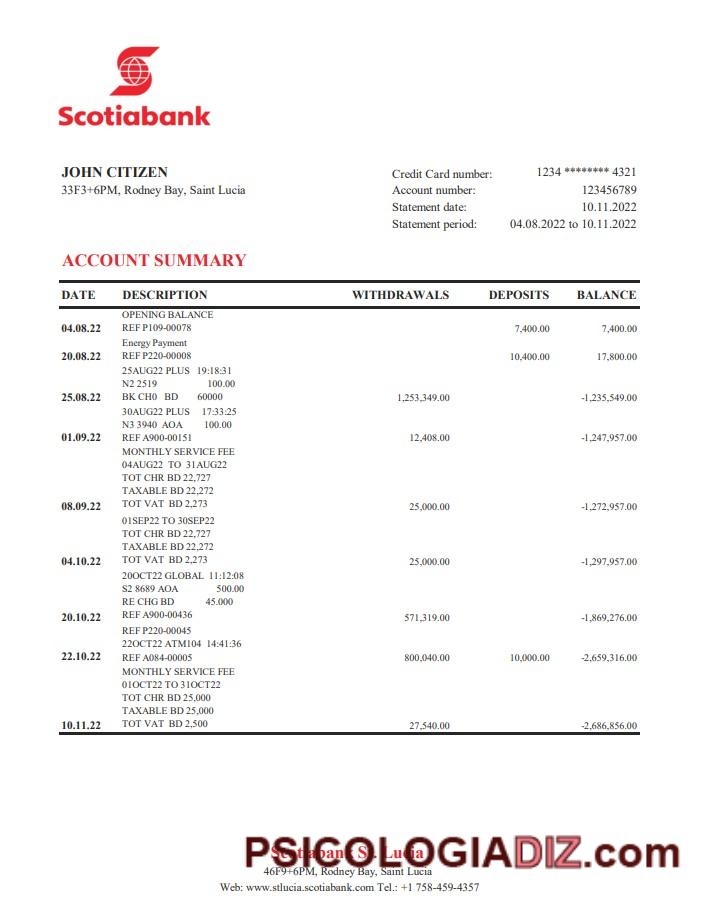 Scotiabank
JOHN CITIZEN
33F3+6PM, Rodney Bay, Saint Lucia
Credit Card number: 1234 ******** 4321
Account number: 123456789
Statement date: 10.11.2022
Statement period: 04.08.2022 to 10.11.2022
ACCOUNT SUMMARY
DATE DESCRIPTION WITHDRAWALS DEPOSITS BALANCE
OPENING BALANCE
04.08.22 REF P109-00078 7,400.00 7,400.00
Energy Payment
20.08.22 REF P220-00008 10,400.00 17,800.00
25AUG22 PLUS 19:18:31
N2 2519 100.00
25.08.22 BK CH0 BD 60000 1,253,349.00 -1,235,549.00
30AUG22 PLUS 17:33:25
N3 3940 AOA 100.00
01.09.22 REF A900-00151 12,408.00 -1,247,957.00
MONTHLY SERVICE FEE
04AUG22 TO 31AUG22
TOT CHR BD 22,727
TAXABLE BD 22,272
08.09.22 TOT VAT BD 2,273 25,000.00 -1,272,957.00
01SEP22 TO 30SEP22
TOT CHR BD 22,727
TAXABLE BD 22,272
04.10.22 TOT VAT BD 2,273 25,000.00 -1,297,957.00
20OCT22 GLOBAL 11:12:08
S2 8689 AOA 500.00
RE CHG BD 45.000
20.10.22 REF A900-00436 571,319.00 -1,869,276.00
REF P220-00045
22OCT22 ATM104 14:41:36
22.10.22 REF A084-00005 800,040.00 10,000.00 -2,659,316.00
MONTHLY SERVICE FEE
01OCT22 TO 31OCT22
TOT CHR BD 25,000
TAXABLE BD 25,000
10.11.22 TOT VAT BD 2,500 27,540.00 -2,686,856.00
PSICOLOGIADIZ.com
Scotiabank St. Lucia
46F9+6PM, Rodney Bay, Saint Lucia
Web: www.stlucia.scotiabank.com Tel.: +1 758-459-4357